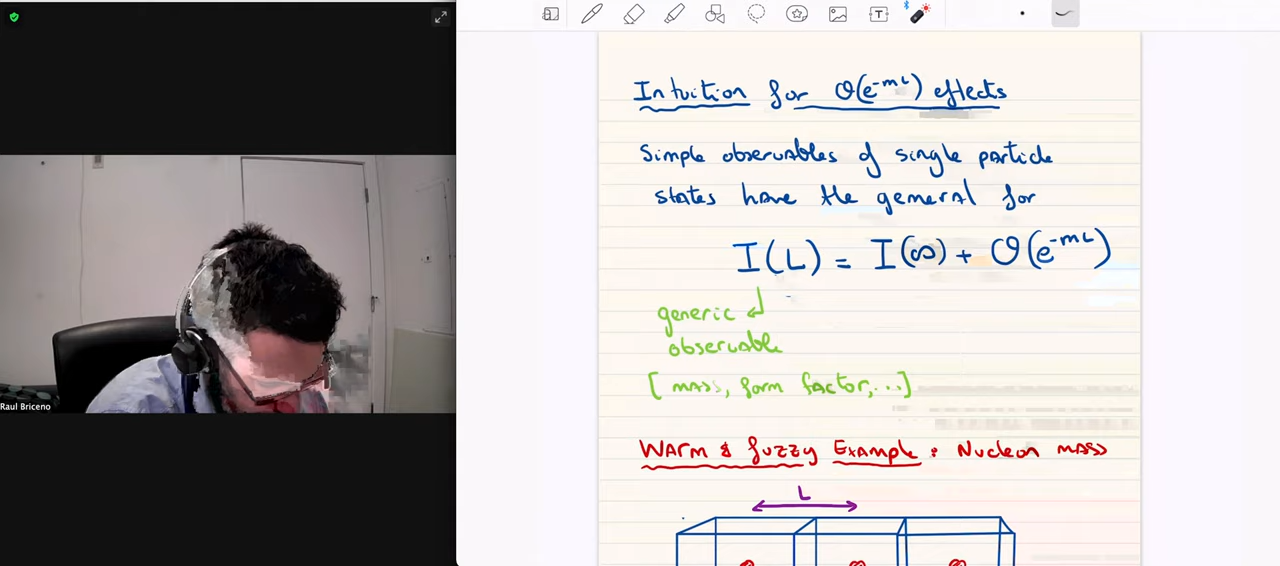 Intuition for O(e^-mL) effects
Simple observables of single particle
states have the general for
I(L) = I(∞) + O(e^-mL)
generic
observable
[mass, form factor, ...]
Warm & fuzzy Example: Nucleon mass
L
Raul Briceno